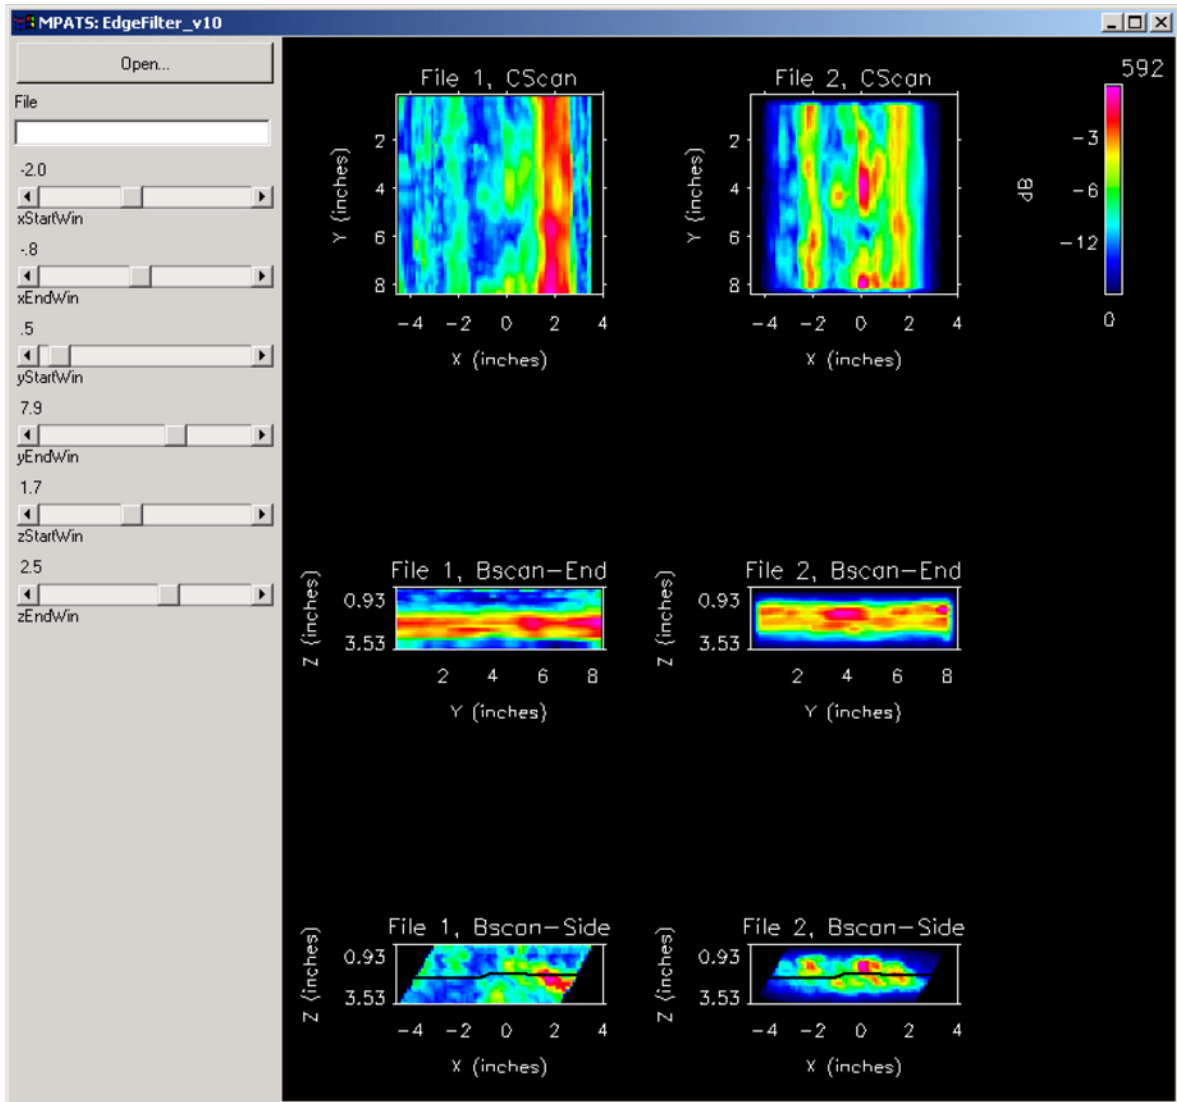 MPATS: EdgeFilter_v10
Open...
File
-2.0
xStartWin
-.8
xEndWin
.5
yStartWin
7.9
yEndWin
1.7
zStartWin
2.5
zEndWin
File 1, CScan
Y (inches)
2
4
6
8
-4 -2 0 2 4
X (inches)
File 2, CScan
Y (inches)
2
4
6
8
-4 -2 0 2 4
X (inches)
592
dB
-3
-6
-12
0
File 1, Bscan-End
Z (inches)
0.93
3.53
2 4 6 8
Y (inches)
File 2, Bscan-End
Z (inches)
0.93
3.53
2 4 6 8
Y (inches)
File 1, Bscan-Side
Z (inches)
0.93
3.53
-4 -2 0 2 4
X (inches)
File 2, Bscan-Side
Z (inches)
0.93
3.53
-4 -2 0 2 4
X (inches)